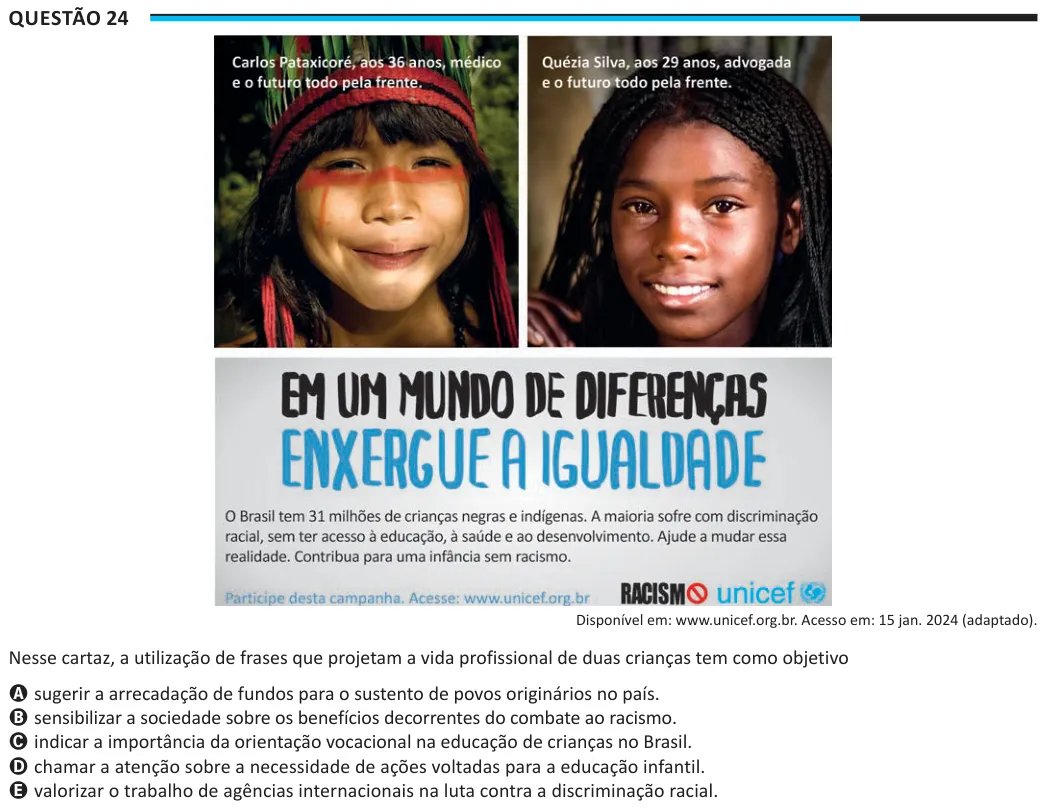 QUESTÃO 24
Carlos Pataxicoré, aos 36 anos, médico
e o futuro todo pela frente.
Quézia Silva, aos 29 anos, advogada
e o futuro todo pela frente.
EM UM MUNDO DE DIFERENÇAS
ENXERGUE A IGUALDADE
O Brasil tem 31 milhões de crianças negras e indígenas. A maioria sofre com discriminação
racial, sem ter acesso à educação, à saúde e ao desenvolvimento. Ajude a mudar essa
realidade. Contribua para uma infância sem racismo.
Participe desta campanha. Acesse: www.unicef.org.br
RACISMO unicef
Disponível em: www.unicef.org.br. Acesso em: 15 jan. 2024 (adaptado).
Nesse cartaz, a utilização de frases que projetam a vida profissional de duas crianças tem como objetivo
A sugerir a arrecadação de fundos para o sustento de povos originários no país.
B sensibilizar a sociedade sobre os benefícios decorrentes do combate ao racismo.
C indicar a importância da orientação vocacional na educação de crianças no Brasil.
D chamar a atenção sobre a necessidade de ações voltadas para a educação infantil.
E valorizar o trabalho de agências internacionais na luta contra a discriminação racial.